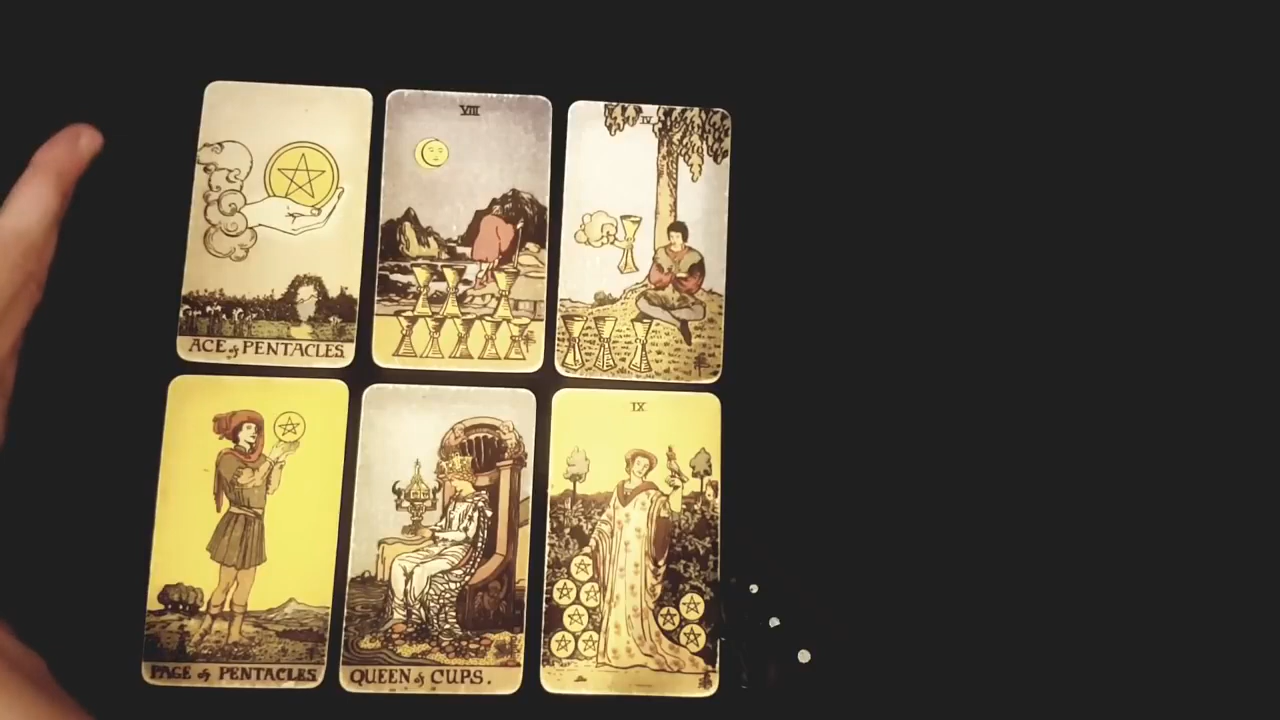 VIII
IV
ACE of PENTACLES.
IX
PAGE of PENTACLES.
QUEEN of CUPS.